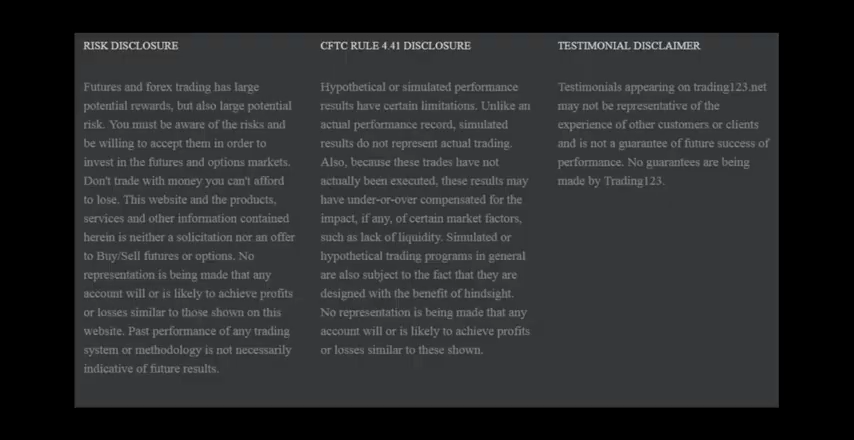 RISK DISCLOSURE
Futures and forex trading has large
potential rewards, but also large potential
risk. You must be aware of the risks and
be willing to accept them in order to
invest in the futures and options markets.
Don't trade with money you can't afford
to lose. This website and the products,
services and other information contained
herein is neither a solicitation nor an offer
to Buy/Sell futures or options. No
representation is being made that any
account will or is likely to achieve profits
or losses similar to those shown on this
website. Past performance of any trading
system or methodology is not necessarily
indicative of future results.
CFTC RULE 4.41 DISCLOSURE
Hypothetical or simulated performance
results have certain limitations. Unlike an
actual performance record, simulated
results do not represent actual trading.
Also, because these trades have not
actually been executed, these results may
have under-or-over compensated for the
impact, if any, of certain market factors,
such as lack of liquidity. Simulated or
hypothetical trading programs in general
are also subject to the fact that they are
designed with the benefit of hindsight.
No representation is being made that any
account will or is likely to achieve profits
or losses similar to these shown.
TESTIMONIAL DISCLAIMER
Testimonials appearing on trading123.net
may not be representative of the
experience of other customers or clients
and is not a guarantee of future success of
performance. No guarantees are being
made by Trading123.